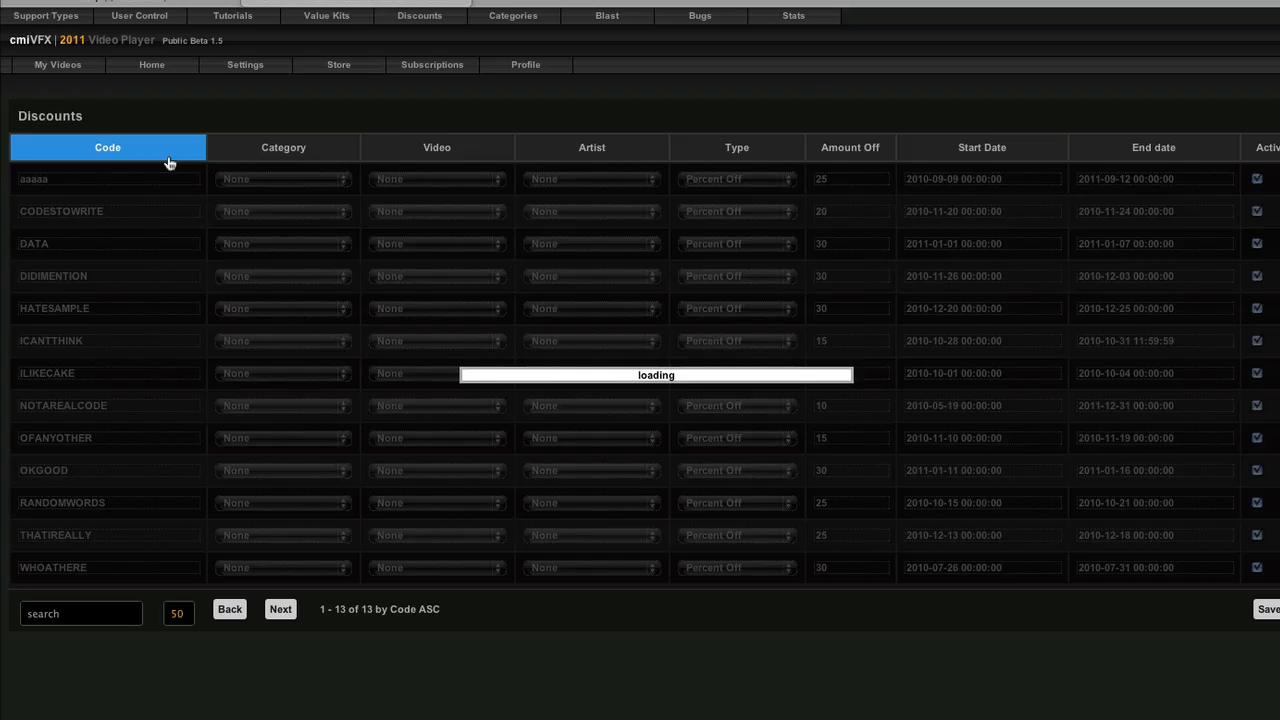 Support Types User Control Tutorials Value Kits Discounts Categories Blast Bugs Stats
cmiVFX | 2011 Video Player Public Beta 1.5
My Videos Home Settings Store Subscriptions Profile
Discounts
Code Category Video Artist Type Amount Off Start Date End date Activ
aaaaa None None None Percent Off 25 2010-09-09 00:00:00 2011-09-12 00:00:00
CODESTOWRITE None None None Percent Off 20 2010-11-20 00:00:00 2010-11-24 00:00:00
DATA None None None Percent Off 30 2011-01-01 00:00:00 2011-01-07 00:00:00
DIDIMENTION None None None Percent Off 30 2010-11-26 00:00:00 2010-12-03 00:00:00
HATESAMPLE None None None Percent Off 30 2010-12-20 00:00:00 2010-12-25 00:00:00
ICANTTHINK None None None Percent Off 15 2010-10-28 00:00:00 2010-10-31 11:59:59
ILIKECAKE None None loading 2010-10-01 00:00:00 2010-10-04 00:00:00
NOTAREALCODE None None None Percent Off 10 2010-05-19 00:00:00 2011-12-31 00:00:00
OFANYOTHER None None None Percent Off 15 2010-11-10 00:00:00 2010-11-19 00:00:00
OKGOOD None None None Percent Off 30 2011-01-11 00:00:00 2011-01-16 00:00:00
RANDOMWORDS None None None Percent Off 25 2010-10-15 00:00:00 2010-10-21 00:00:00
THATIREALLY None None None Percent Off 25 2010-12-13 00:00:00 2010-12-18 00:00:00
WHOATHERE None None None Percent Off 30 2010-07-26 00:00:00 2010-07-31 00:00:00
search 50 Back Next 1 - 13 of 13 by Code ASC Save